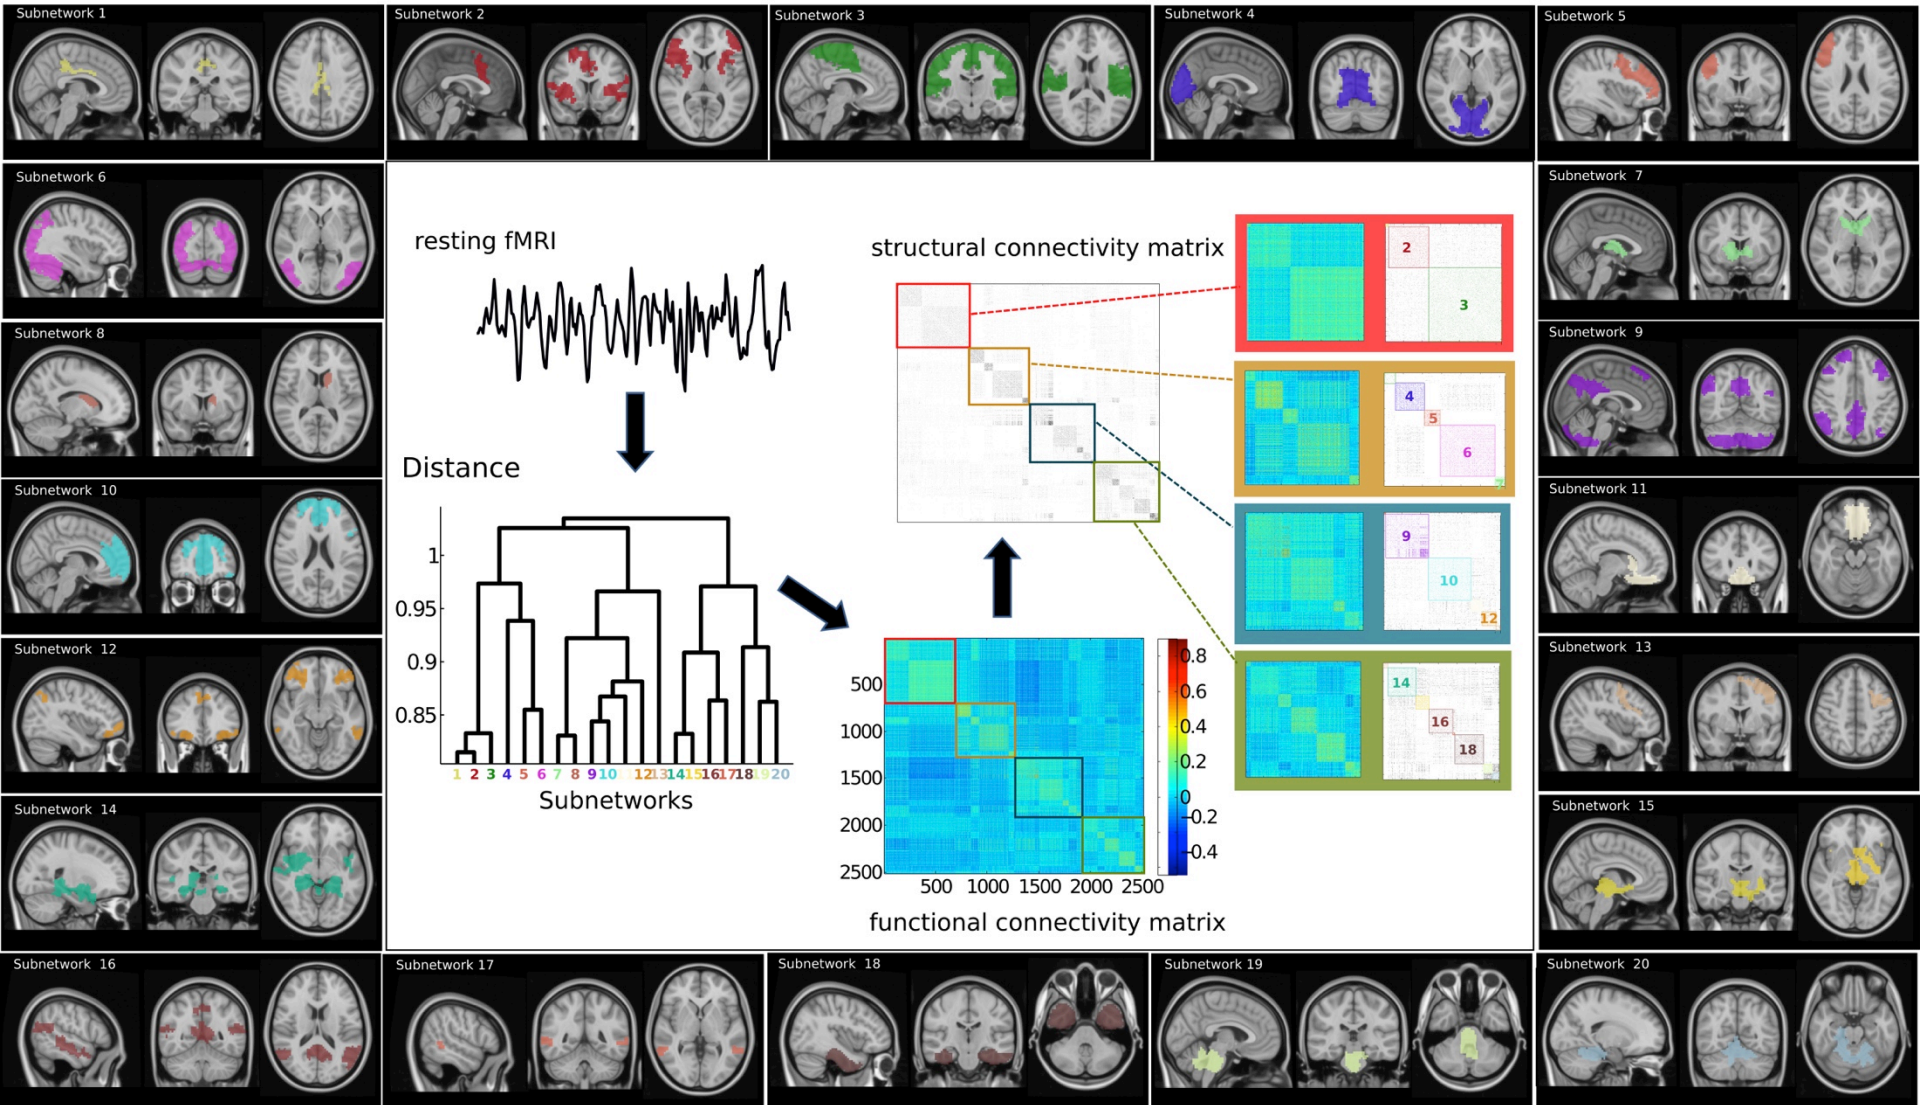 Subnetwork 1
Subnetwork 2
Subnetwork 3
Subnetwork 4
Subetwork 5
Subnetwork 6
Subnetwork 7
Subnetwork 8
Subnetwork 9
Subnetwork 10
Subnetwork 11
Subnetwork 12
Subnetwork 13
Subnetwork 14
Subnetwork 15
Subnetwork 16
Subnetwork 17
Subnetwork 18
Subnetwork 19
Subnetwork 20
resting fMRI
Distance
1
0.95
0.9
0.85
1 2 3 4 5 6 7 8 9 10 12 13 14 15 16 17 18 19 20
Subnetworks
structural connectivity matrix
2
3
4
5
6
7
9
10
12
14
16
18
500
1000
1500
2000
2500
500 1000 1500 2000 2500
0.8
0.6
0.4
0.2
0
-0.2
-0.4
functional connectivity matrix